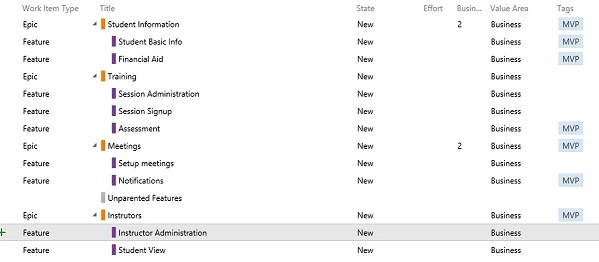 Work Item Type Title State Effort Busin... Value Area Tags
Epic Student Information New 2 Business MVP
Feature Student Basic Info New Business MVP
Feature Financial Aid New Business MVP
Epic Training New Business
Feature Session Administration New Business
Feature Session Signup New Business
Feature Assessment New Business MVP
Epic Meetings New 2 Business MVP
Feature Setup meetings New Business
Feature Notifications New Business MVP
Unparented Features
Epic Instrutors New Business MVP
Feature Instructor Administration New Business
Feature Student View New Business